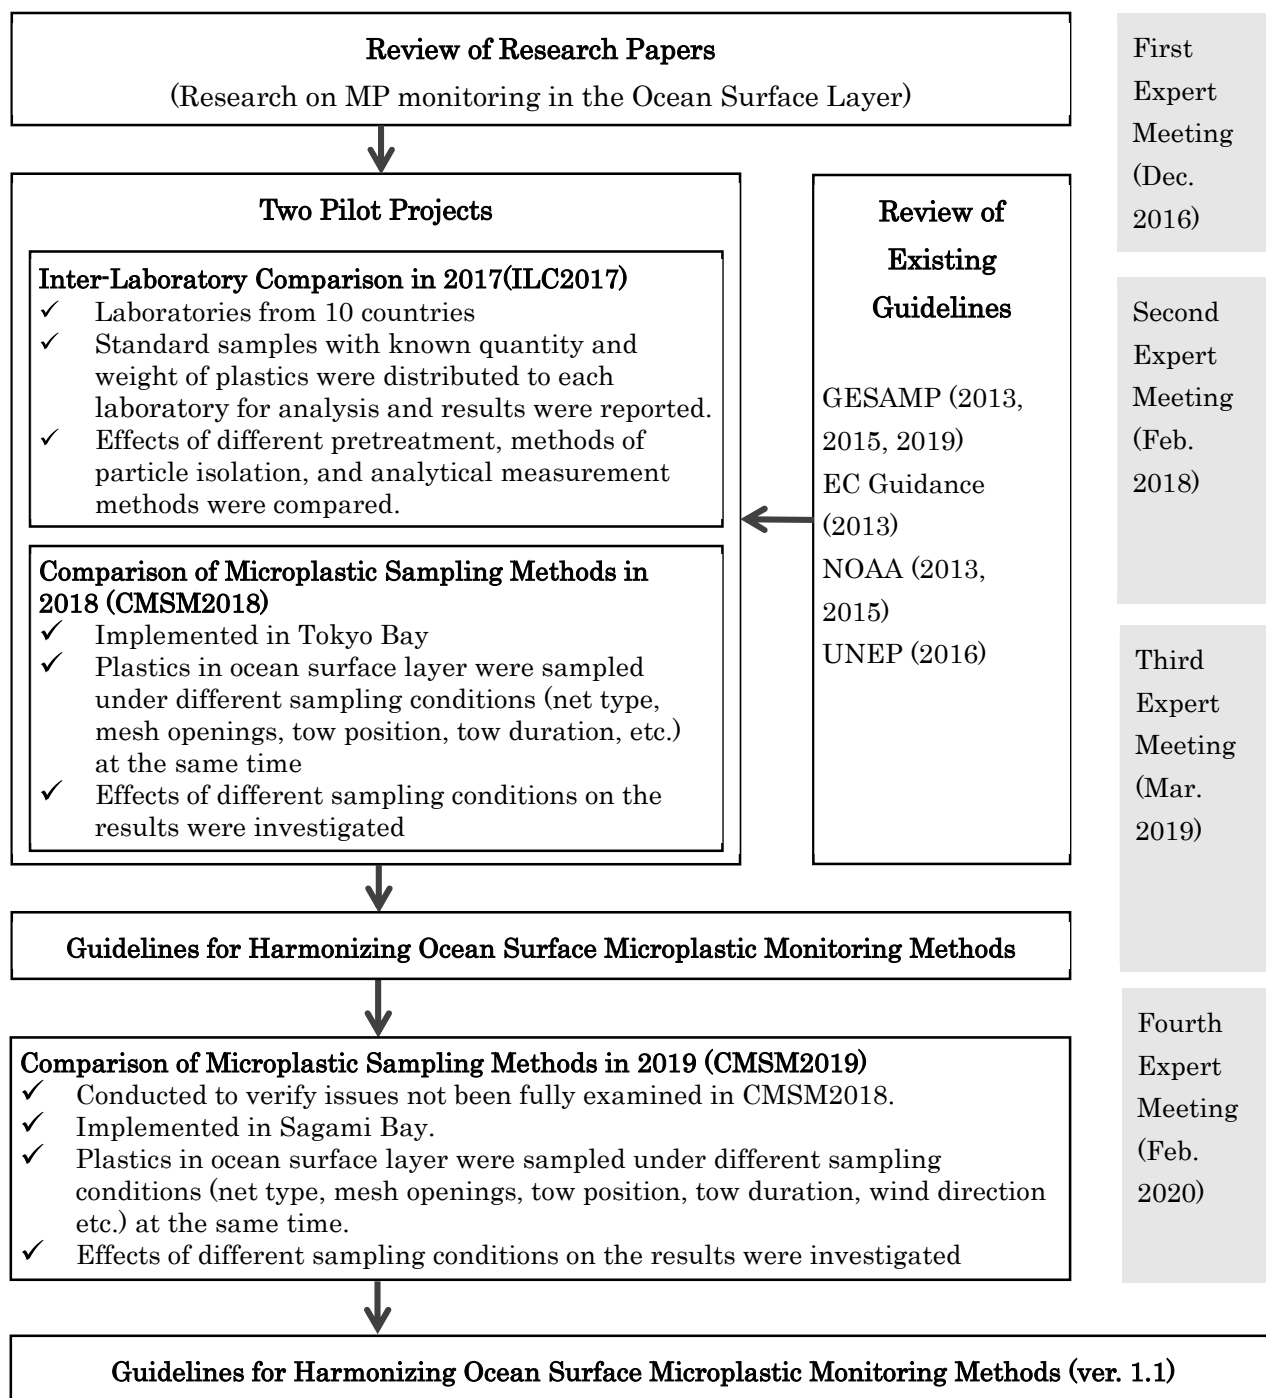 Review of Research Papers
(Research on MP monitoring in the Ocean Surface Layer)
Two Pilot Projects
Inter-Laboratory Comparison in 2017(ILC2017)
✓ Laboratories from 10 countries
✓ Standard samples with known quantity and
weight of plastics were distributed to each
laboratory for analysis and results were reported.
✓ Effects of different pretreatment, methods of
particle isolation, and analytical measurement
methods were compared.
Comparison of Microplastic Sampling Methods in
2018 (CMSM2018)
✓ Implemented in Tokyo Bay
✓ Plastics in ocean surface layer were sampled
under different sampling conditions (net type,
mesh openings, tow position, tow duration, etc.)
at the same time
✓ Effects of different sampling conditions on the
results were investigated
Review of
Existing
Guidelines
GESAMP (2013,
2015, 2019)
EC Guidance
(2013)
NOAA (2013,
2015)
UNEP (2016)
Guidelines for Harmonizing Ocean Surface Microplastic Monitoring Methods
Comparison of Microplastic Sampling Methods in 2019 (CMSM2019)
✓ Conducted to verify issues not been fully examined in CMSM2018.
✓ Implemented in Sagami Bay.
✓ Plastics in ocean surface layer were sampled under different sampling
conditions (net type, mesh openings, tow position, tow duration, wind direction
etc.) at the same time.
✓ Effects of different sampling conditions on the results were investigated
Guidelines for Harmonizing Ocean Surface Microplastic Monitoring Methods (ver. 1.1)
First
Expert
Meeting
(Dec.
2016)
Second
Expert
Meeting
(Feb.
2018)
Third
Expert
Meeting
(Mar.
2019)
Fourth
Expert
Meeting
(Feb.
2020)